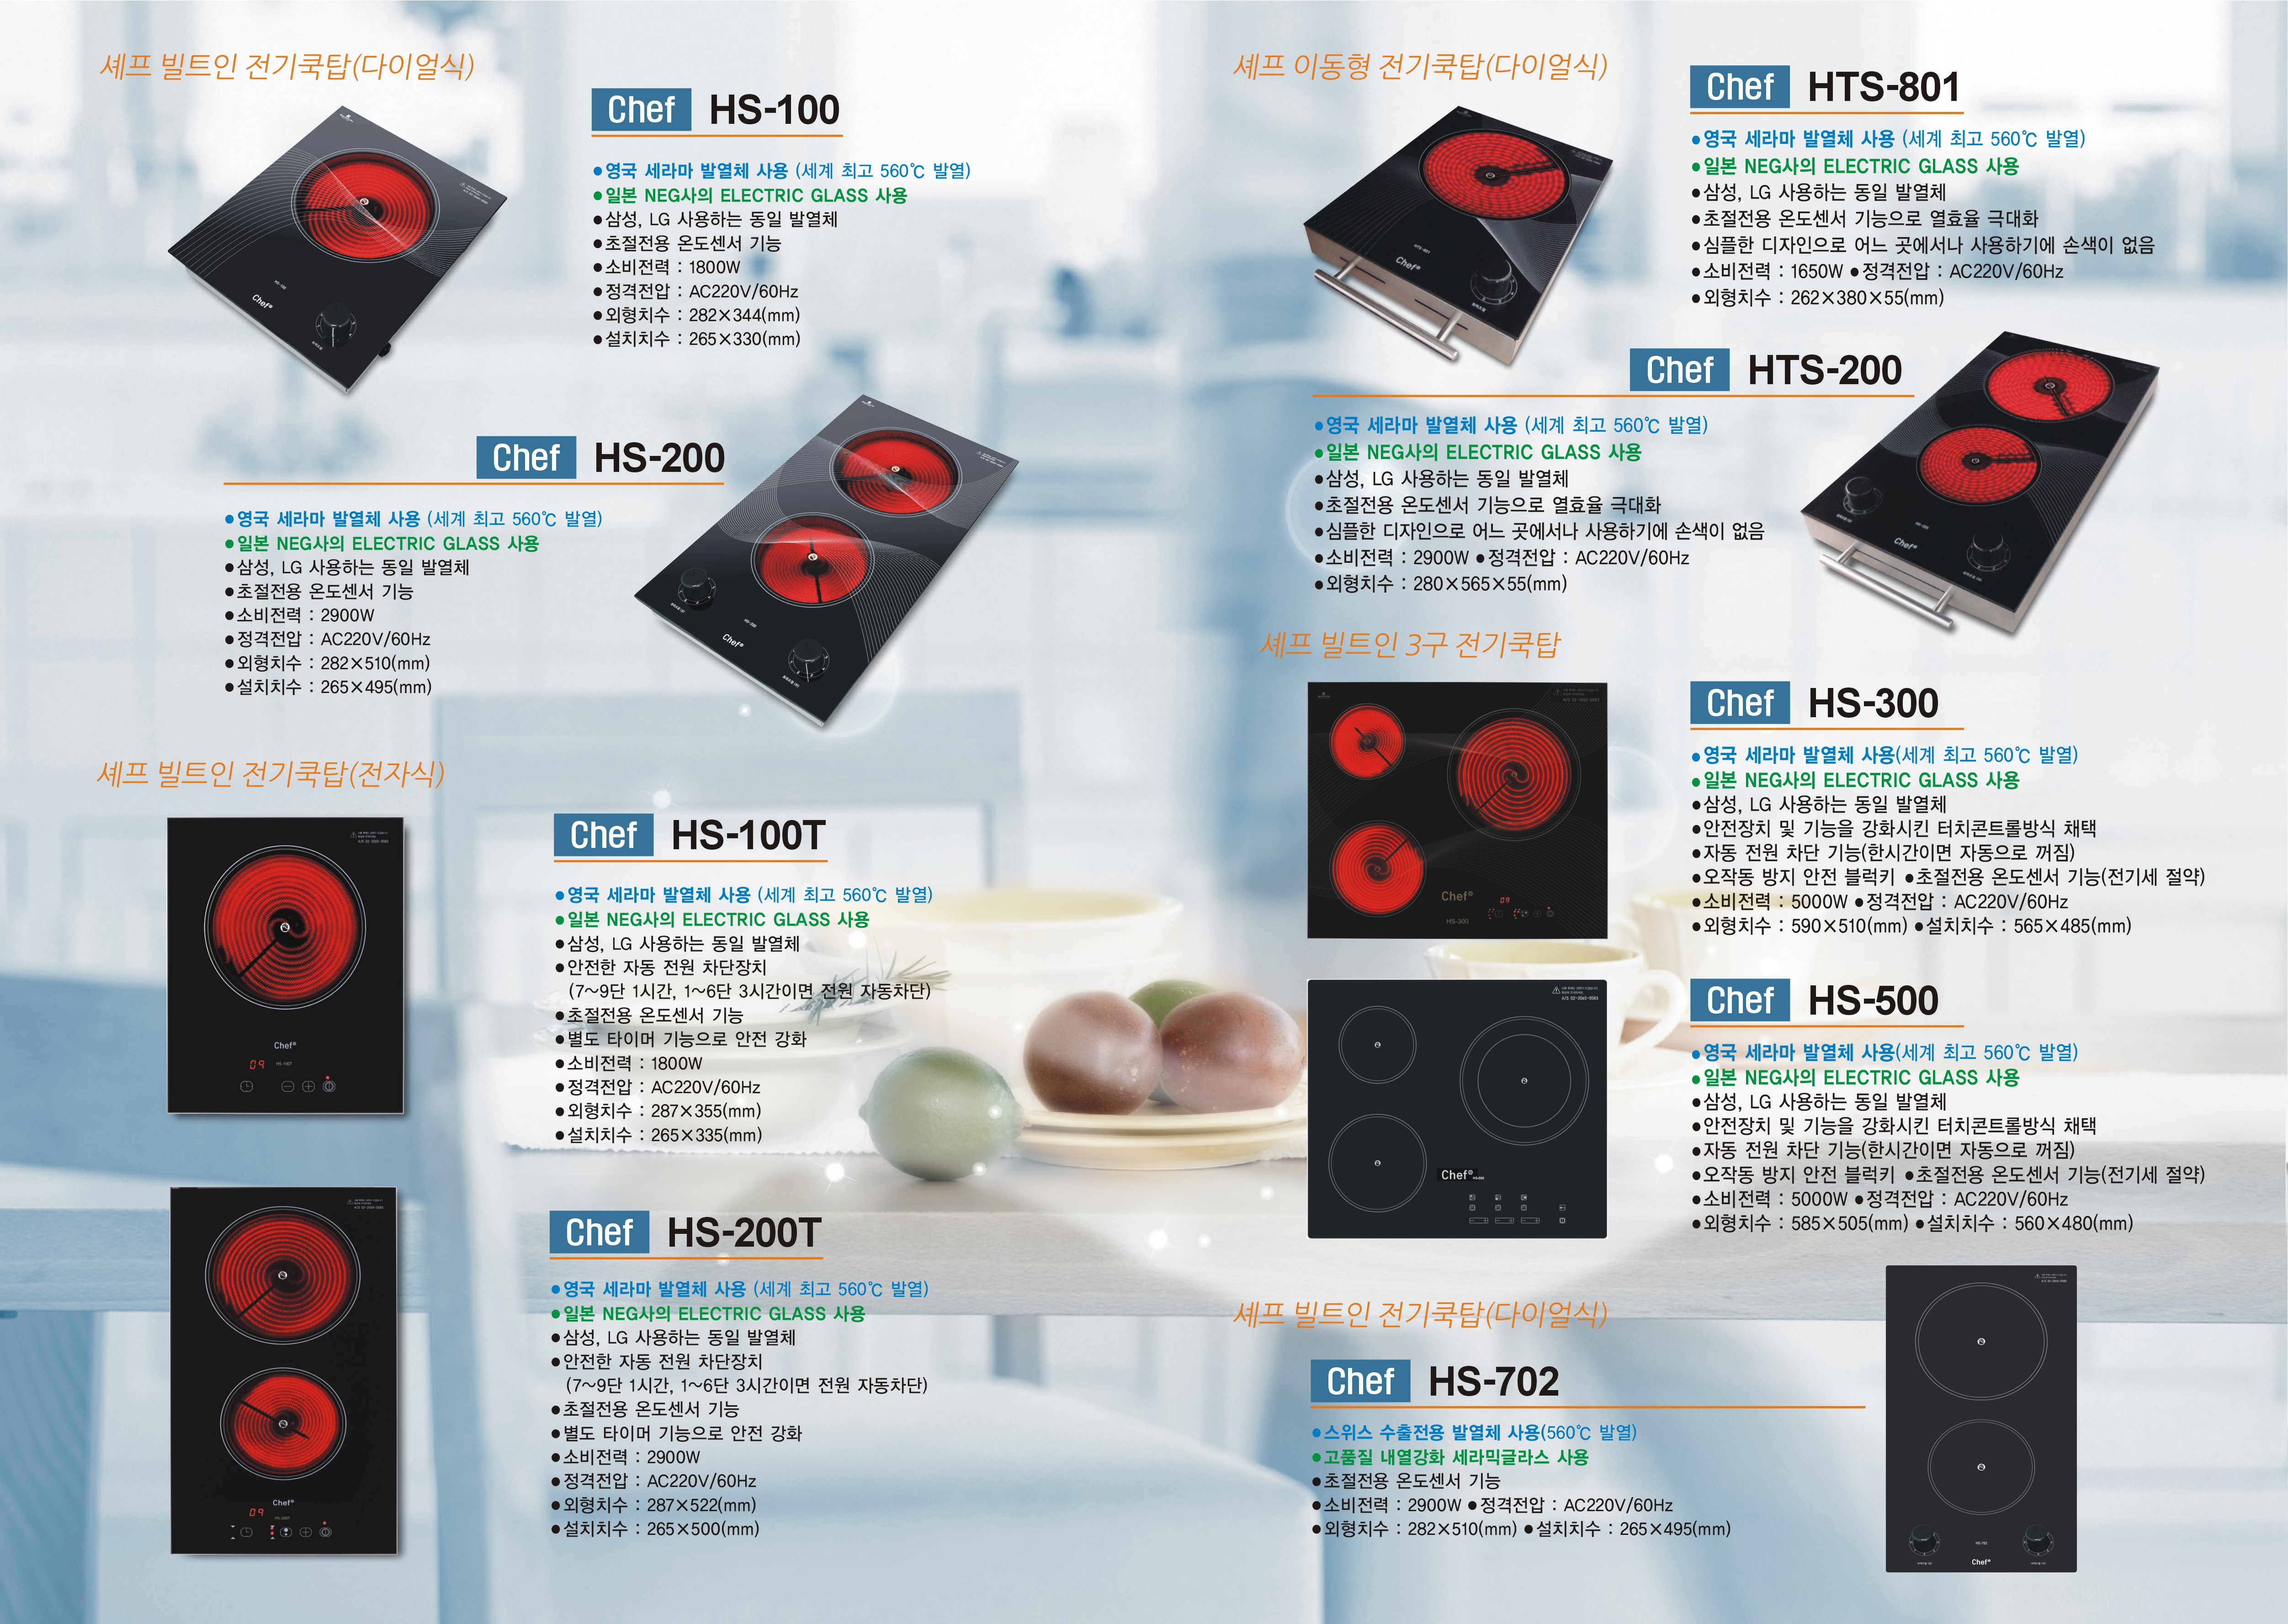 셰프 빌트인 전기쿡탑(다이얼식)
Chef HS-100
●영국 세라마 발열체 사용 (세계 최고 560℃ 발열)
●일본 NEG사의 ELECTRIC GLASS 사용
●삼성, LG 사용하는 동일 발열체
●초절전용 온도센서 기능
●소비전력 : 1800W
●정격전압 : AC220V/60Hz
●외형치수 : 282×344(mm)
●설치치수 : 265×330(mm)
HS-100
Chef®
Chef HS-200
●영국 세라마 발열체 사용 (세계 최고 560℃ 발열)
●일본 NEG사의 ELECTRIC GLASS 사용
●삼성, LG 사용하는 동일 발열체
●초절전용 온도센서 기능
●소비전력 : 2900W
●정격전압 : AC220V/60Hz
●외형치수 : 282×510(mm)
●설치치수 : 265×495(mm)
HS-200
Chef®
셰프 빌트인 전기쿡탑(전자식)
Chef HS-100T
●영국 세라마 발열체 사용 (세계 최고 560℃ 발열)
●일본 NEG사의 ELECTRIC GLASS 사용
●삼성, LG 사용하는 동일 발열체
●안전한 자동 전원 차단장치
(7~9단 1시간, 1~6단 3시간이면 전원 자동차단)
●초절전용 온도센서 기능
●별도 타이머 기능으로 안전 강화
●소비전력 : 1800W
●정격전압 : AC220V/60Hz
●외형치수 : 287×355(mm)
●설치치수 : 265×335(mm)
Chef®
09 HS-100T
Chef HS-200T
●영국 세라마 발열체 사용 (세계 최고 560℃ 발열)
●일본 NEG사의 ELECTRIC GLASS 사용
●삼성, LG 사용하는 동일 발열체
●안전한 자동 전원 차단장치
(7~9단 1시간, 1~6단 3시간이면 전원 자동차단)
●초절전용 온도센서 기능
●별도 타이머 기능으로 안전 강화
●소비전력 : 2900W
●정격전압 : AC220V/60Hz
●외형치수 : 287×522(mm)
●설치치수 : 265×500(mm)
Chef®
09 HS-200T
셰프 이동형 전기쿡탑(다이얼식)
Chef HTS-801
●영국 세라마 발열체 사용 (세계 최고 560℃ 발열)
●일본 NEG사의 ELECTRIC GLASS 사용
●삼성, LG 사용하는 동일 발열체
●초절전용 온도센서 기능으로 열효율 극대화
●심플한 디자인으로 어느 곳에서나 사용하기에 손색이 없음
●소비전력 : 1650W ●정격전압 : AC220V/60Hz
●외형치수 : 262×380×55(mm)
HTS-801
Chef®
Chef HTS-200
●영국 세라마 발열체 사용 (세계 최고 560℃ 발열)
●일본 NEG사의 ELECTRIC GLASS 사용
●삼성, LG 사용하는 동일 발열체
●초절전용 온도센서 기능으로 열효율 극대화
●심플한 디자인으로 어느 곳에서나 사용하기에 손색이 없음
●소비전력 : 2900W ●정격전압 : AC220V/60Hz
●외형치수 : 280×565×55(mm)
Chef®
셰프 빌트인 3구 전기쿡탑
Chef HS-300
●영국 세라마 발열체 사용(세계 최고 560℃ 발열)
●일본 NEG사의 ELECTRIC GLASS 사용
●삼성, LG 사용하는 동일 발열체
●안전장치 및 기능을 강화시킨 터치콘트롤방식 채택
●자동 전원 차단 기능(한시간이면 자동으로 꺼짐)
●오작동 방지 안전 블럭키 ●초절전용 온도센서 기능(전기세 절약)
●소비전력 : 5000W ●정격전압 : AC220V/60Hz
●외형치수 : 590×510(mm) ●설치치수 : 565×485(mm)
Chef®
09
HS-300
Chef HS-500
●영국 세라마 발열체 사용(세계 최고 560℃ 발열)
●일본 NEG사의 ELECTRIC GLASS 사용
●삼성, LG 사용하는 동일 발열체
●안전장치 및 기능을 강화시킨 터치콘트롤방식 채택
●자동 전원 차단 기능(한시간이면 자동으로 꺼짐)
●오작동 방지 안전 블럭키 ●초절전용 온도센서 기능(전기세 절약)
●소비전력 : 5000W ●정격전압 : AC220V/60Hz
●외형치수 : 585×505(mm) ●설치치수 : 560×480(mm)
Chef®
셰프 빌트인 전기쿡탑(다이얼식)
Chef HS-702
●스위스 수출전용 발열체 사용(560℃ 발열)
●고품질 내열강화 세라믹글라스 사용
●초절전용 온도센서 기능
●소비전력 : 2900W ●정격전압 : AC220V/60Hz
●외형치수 : 282×510(mm) ●설치치수 : 265×495(mm)
HS-702
Chef®